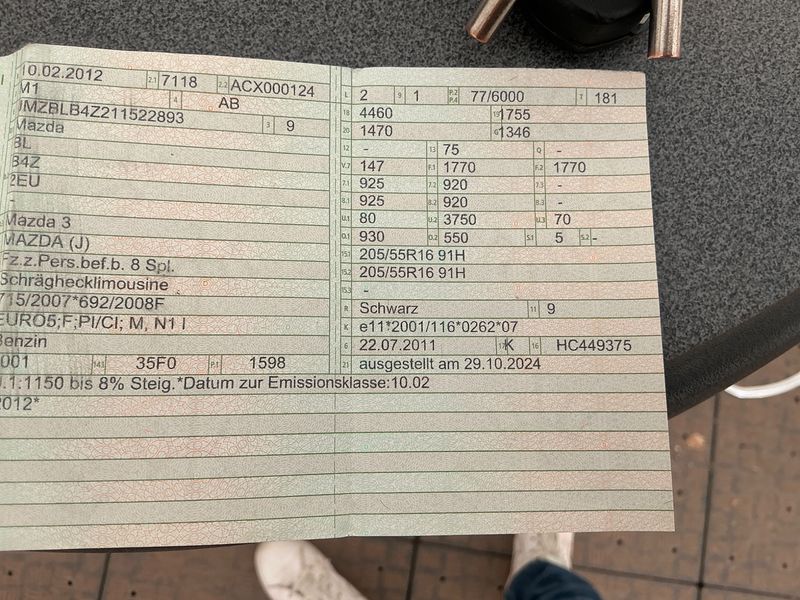 10.02.2012 2.1 7118 2.2 ACX000124
M1 4 AB
JMZBLB4Z211522893
Mazda 3 9
BL
B4Z
2EU
-
Mazda 3
MAZDA (J)
Fz.z.Pers.bef.b. 8 Spl.
Schräghecklimousine
715/2007*692/2008F
EURO5;F;PI/CI; M, N1 I
Benzin
0001 14.1 35F0 P.1 1598
L 2 9 1 P.2 P.4 77/6000 T 181
18 4460 19 1755
20 1470 G 1346
12 - 13 75 Q -
V.7 147 F.1 1770 F.2 1770
7.1 925 7.2 920 7.3 -
8.1 925 8.2 920 8.3 -
U.1 80 U.2 3750 U.3 70
O.1 930 O.2 550 S.1 5 S.2 -
15.1 205/55R16 91H
15.2 205/55R16 91H
15.3 -
R Schwarz 11 9
K e11*2001/116*0262*07
6 22.07.2011 17 K 16 HC449375
21 ausgestellt am 29.10.2024
.1:1150 bis 8% Steig.*Datum zur Emissionsklasse:10.02
2012*